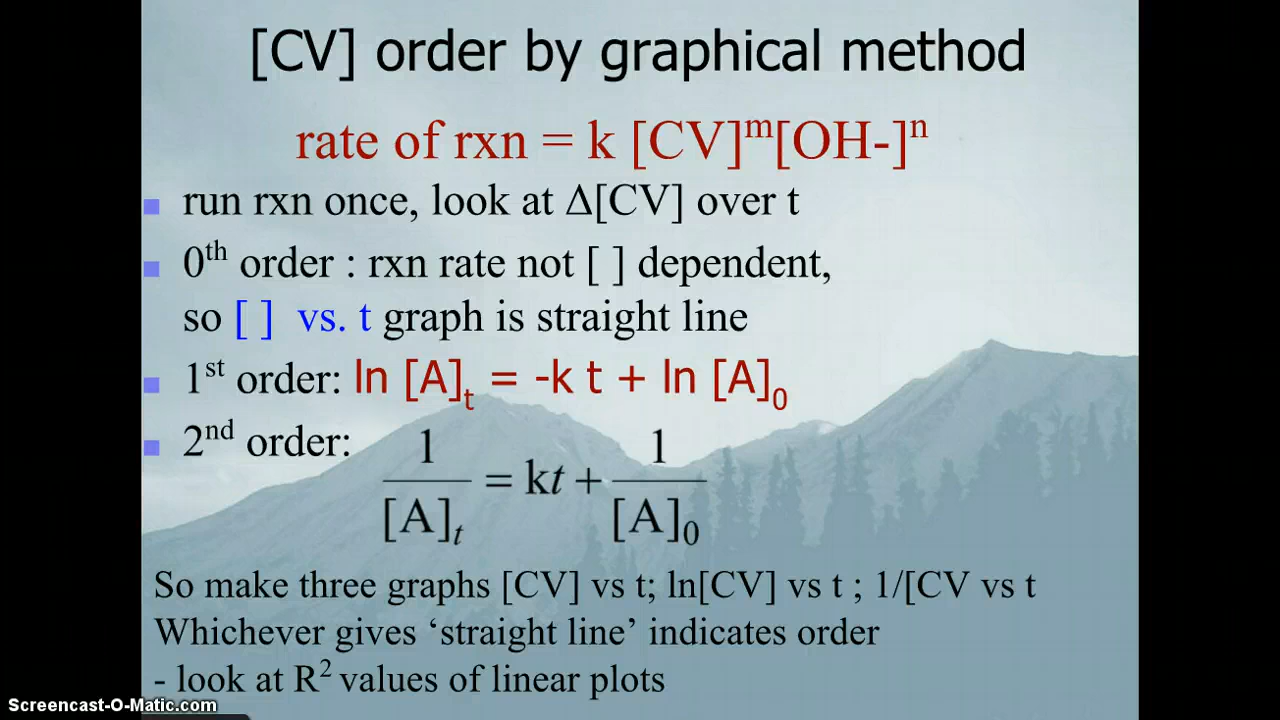 [CV] order by graphical method
rate of rxn = k [CV]ᵐ[OH-]ⁿ
run rxn once, look at Δ[CV] over t
0ᵗʰ order : rxn rate not [ ] dependent,
so [ ] vs. t graph is straight line
1ˢᵗ order: ln [A]ₜ = -k t + ln [A]₀
2ⁿᵈ order:
1/[A]ₜ = kt + 1/[A]₀
So make three graphs [CV] vs t; ln[CV] vs t ; 1/[CV vs t
Whichever gives ‘straight line’ indicates order
- look at R² values of linear plots
Screencast-O-Matic.com